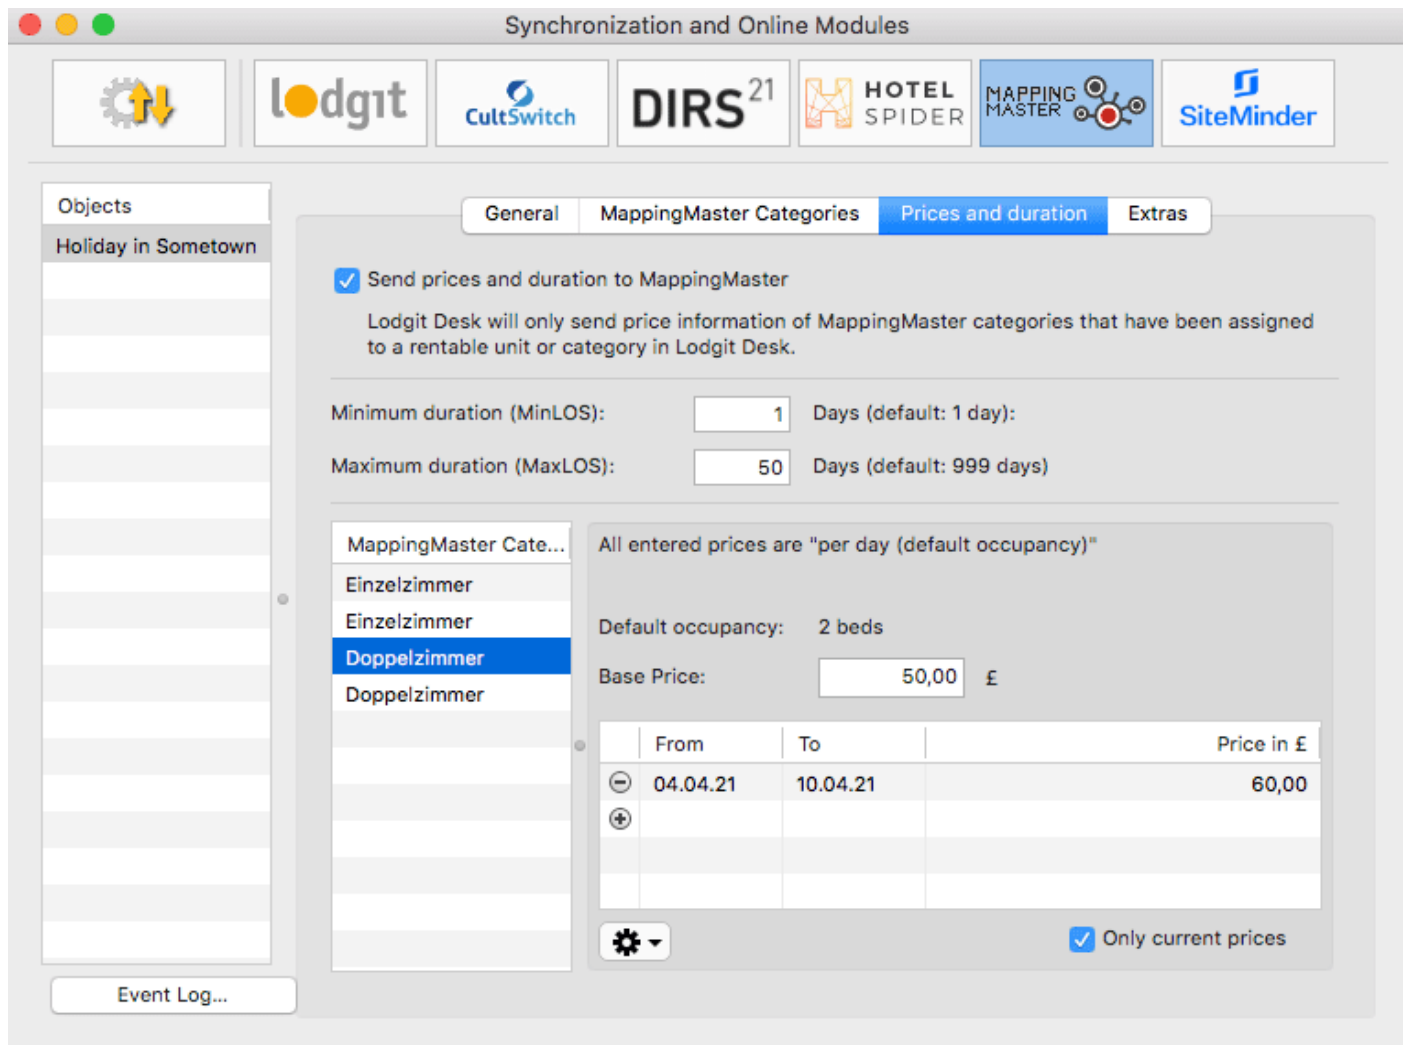 Synchronization and Online Modules
lodgit
CultSwitch
DIRS21
HOTEL
SPIDER
MAPPING
MASTER
SiteMinder
Objects
Holiday in Sometown
General
MappingMaster Categories
Prices and duration
Extras
Send prices and duration to MappingMaster
Lodgit Desk will only send price information of MappingMaster categories that have been assigned
to a rentable unit or category in Lodgit Desk.
Minimum duration (MinLOS): 1 Days (default: 1 day):
Maximum duration (MaxLOS): 50 Days (default: 999 days)
MappingMaster Cate...
Einzelzimmer
Einzelzimmer
Doppelzimmer
Doppelzimmer
All entered prices are "per day (default occupancy)"
Default occupancy: 2 beds
Base Price: 50,00 £
From To Price in £
04.04.21 10.04.21 60,00
Only current prices
Event Log...